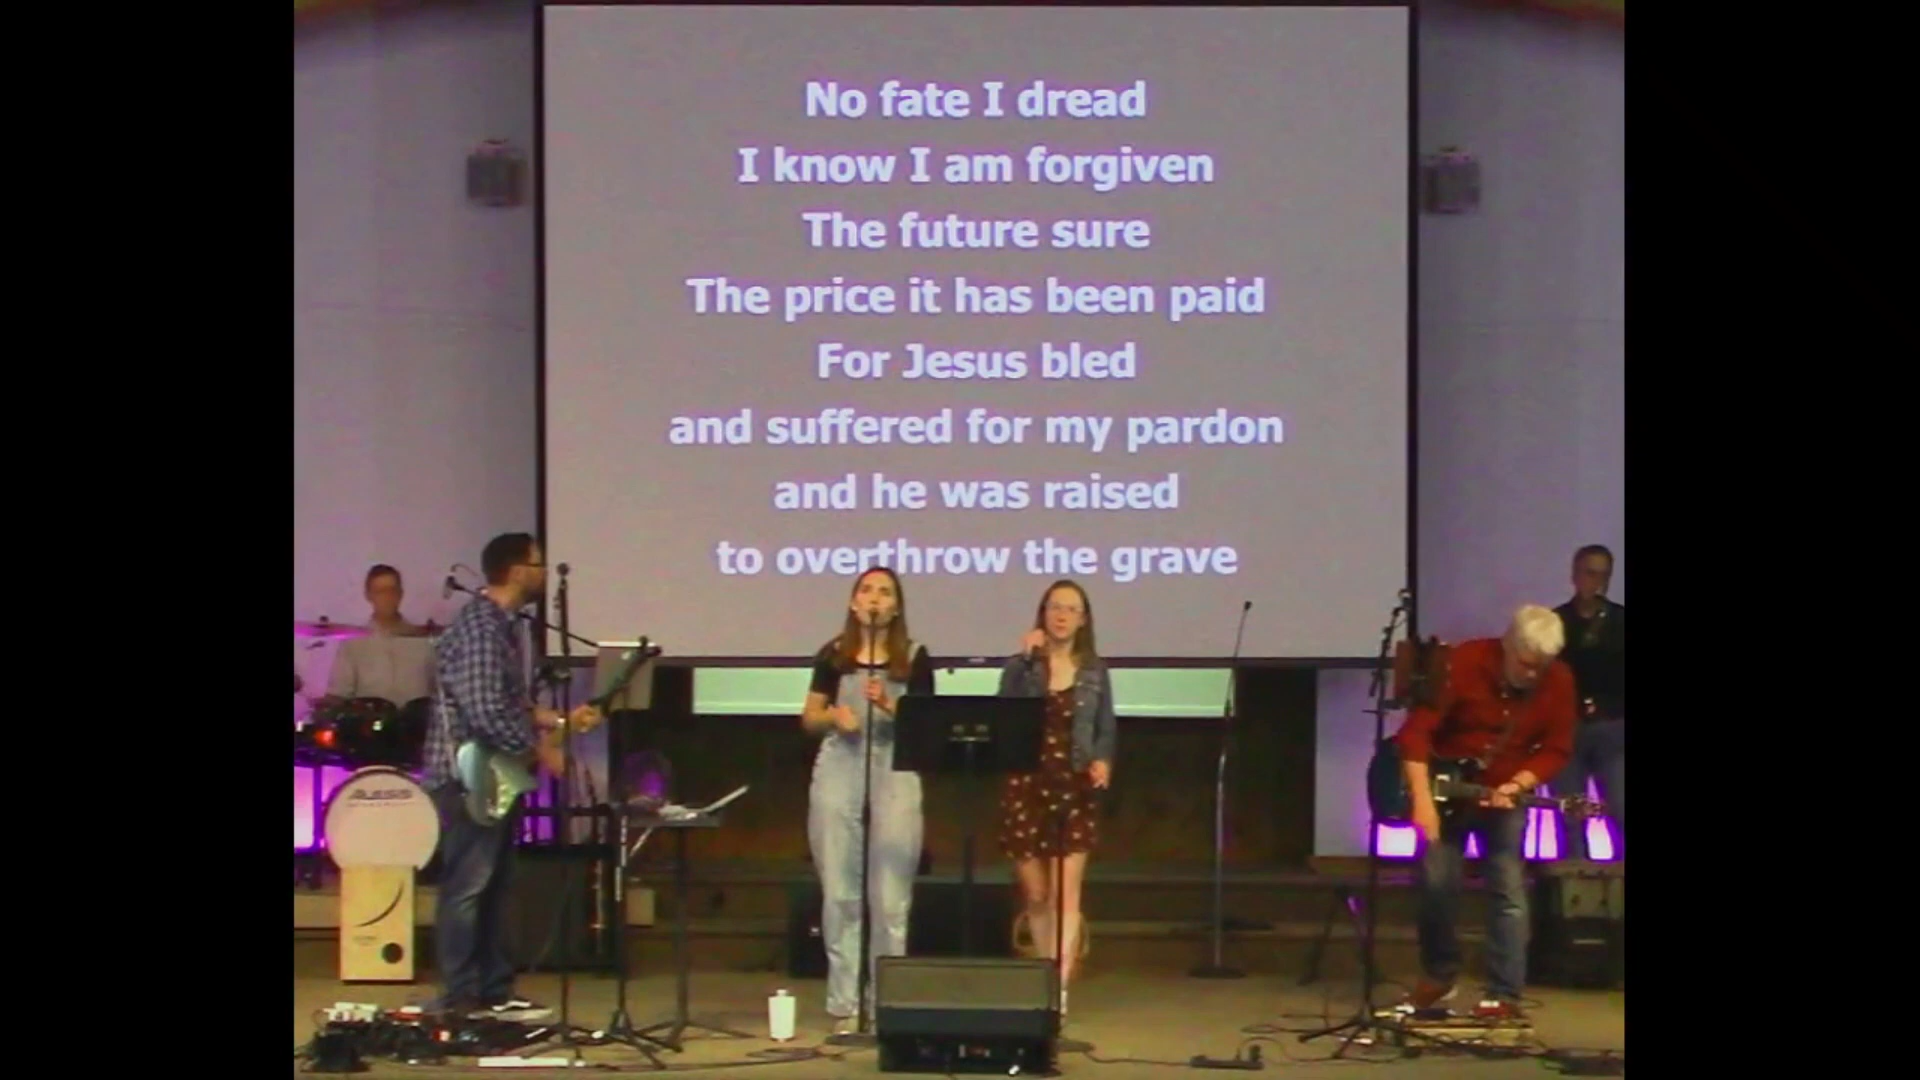 No fate I dread
I know I am forgiven
The future sure
The price it has been paid
For Jesus bled
and suffered for my pardon
and he was raised
to overthrow the grave
ALESIS